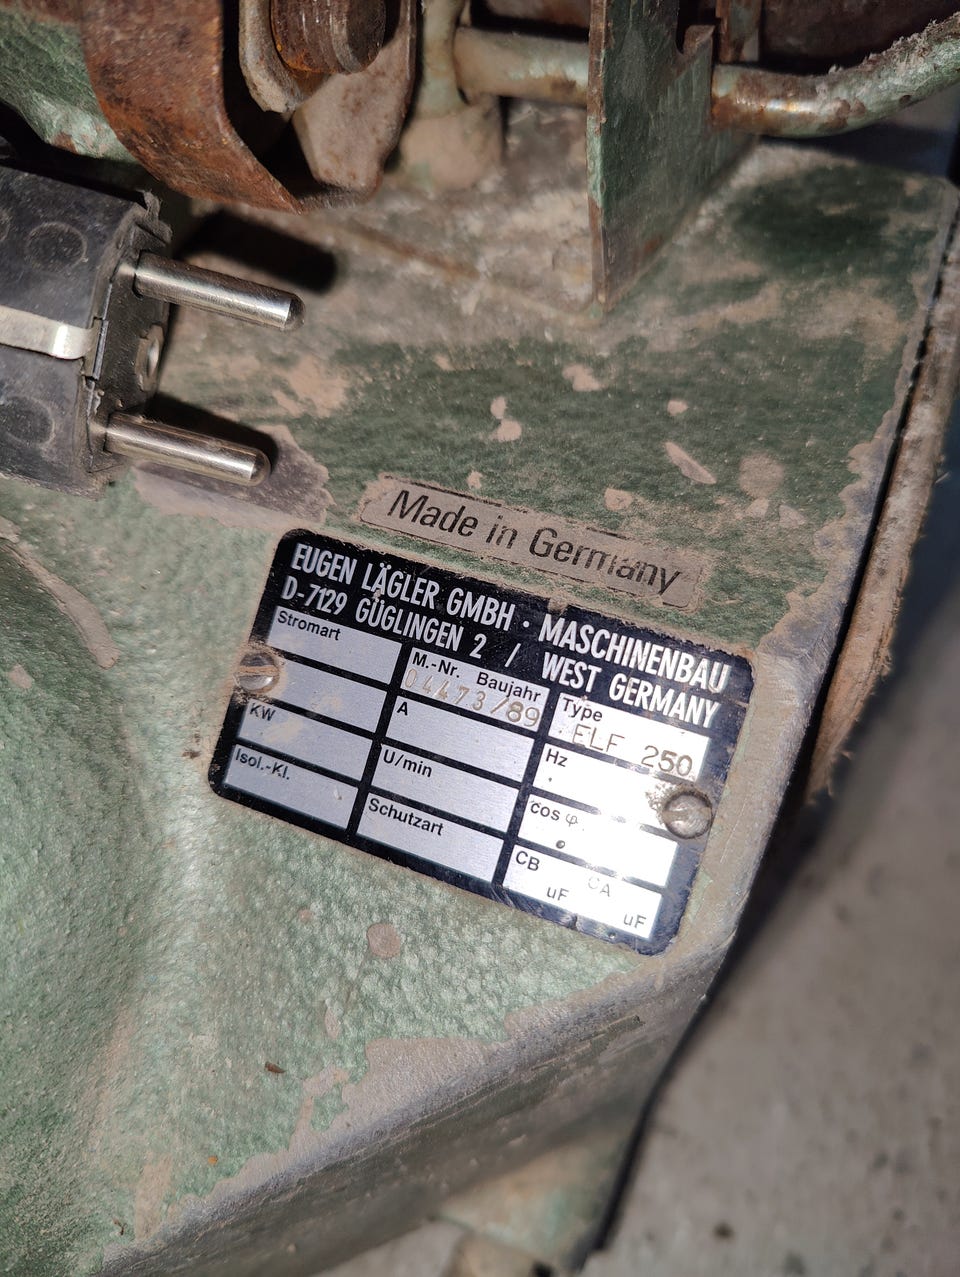 Made in Germany
EUGEN LÄGLER GMBH · MASCHINENBAU
D-7129 GÜGLINGEN 2 / WEST GERMANY
Stromart
M.-Nr. Baujahr
04473/89
Type
ELF 250
KW
A
Hz
Isol.-Kl.
U/min
cos φ
Schutzart
CB
uF
CA
uF